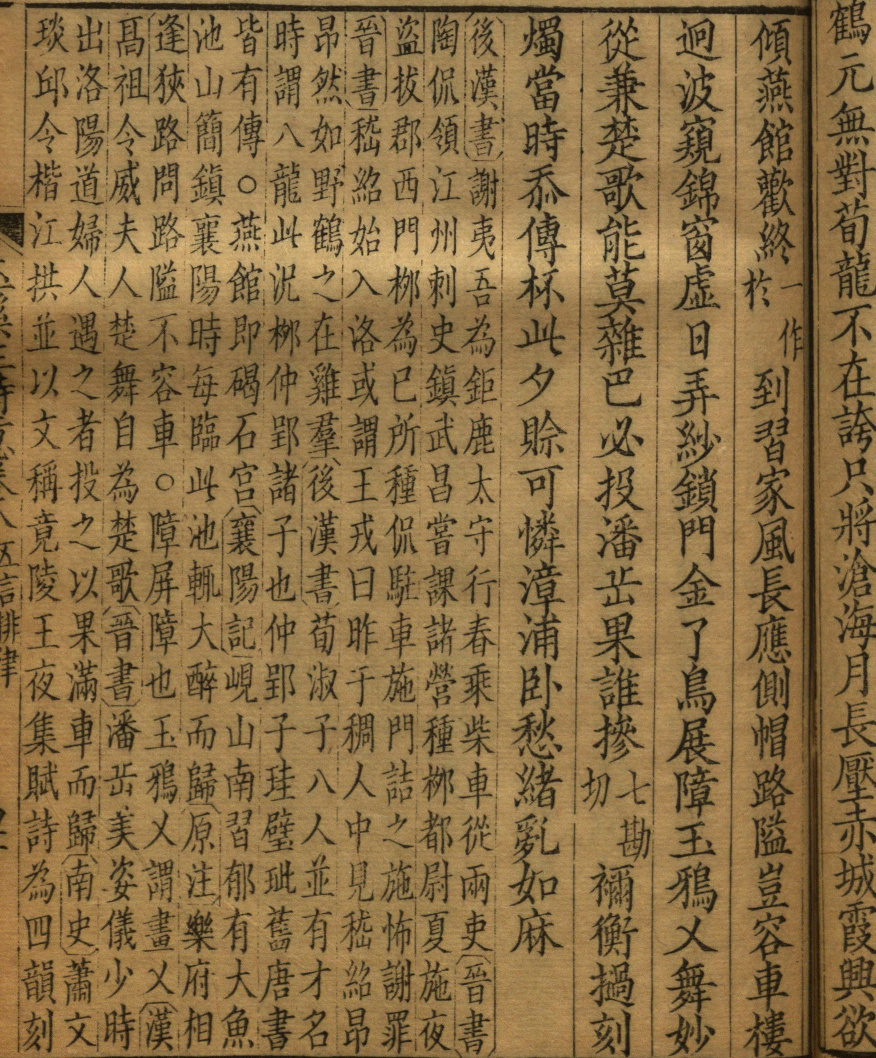 鶴元無對荀龍不在誇只將滄海月長壓赤城霞興欲
傾燕館歡終一作於到習家風長應側帽路隘豈容車樓
迥波窺錦窗虛日弄紗鎖門金了鳥展障玉鴉乂舞妙
從兼楚歌能莫雜巴必投潘岳果誰摻七勘切禰衡撾刻
燭當時忝傳杯此夕賒可憐漳浦臥愁緒亂如麻
後漢書謝夷吾為鉅鹿太守行春乘柴車從兩吏晉書
陶侃領江州刺史鎮武昌嘗課諸營種桺都尉夏施夜
盜拔郡西門桺為已所種侃駐車施門詰之施怖謝罪
晉書嵇紹始入洛或謂王戎曰昨于稠人中見嵇紹昂
昂然如野鶴之在雞羣後漢書荀淑子八人並有才名
時謂八龍此況桺仲郢諸子也仲郢子珪璧玭舊唐書
皆有傳○燕館即碣石宮襄陽記峴山南習郁有大魚
池山簡鎮襄陽時每臨此池輒大醉而歸原注樂府相
逢狹路問路隘不容車○障屏障也玉鴉乂謂畫乂漢
高祖令戚夫人楚舞自為楚歌晉書潘岳美姿儀少時
出洛陽道婦人遇之者投之以果滿車而歸南史蕭文
琰邱令楷江拱並以文稱竟陵王夜集賦詩為四韻刻
五言排律